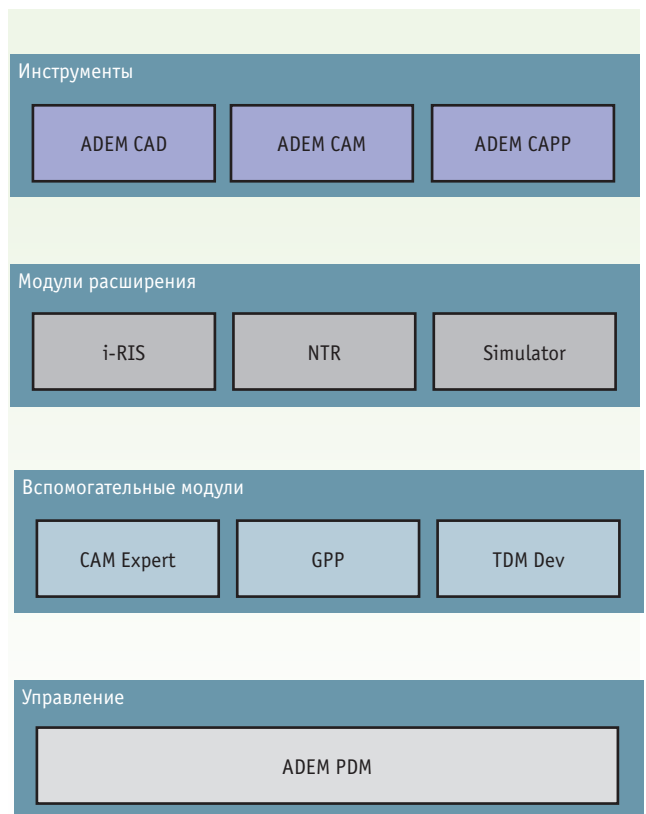 Инструменты
ADEM CAD
ADEM CAM
ADEM CAPP
Модули расширения
i-RIS
NTR
Simulator
Вспомогательные модули
CAM Expert
GPP
TDM Dev
Управление
ADEM PDM